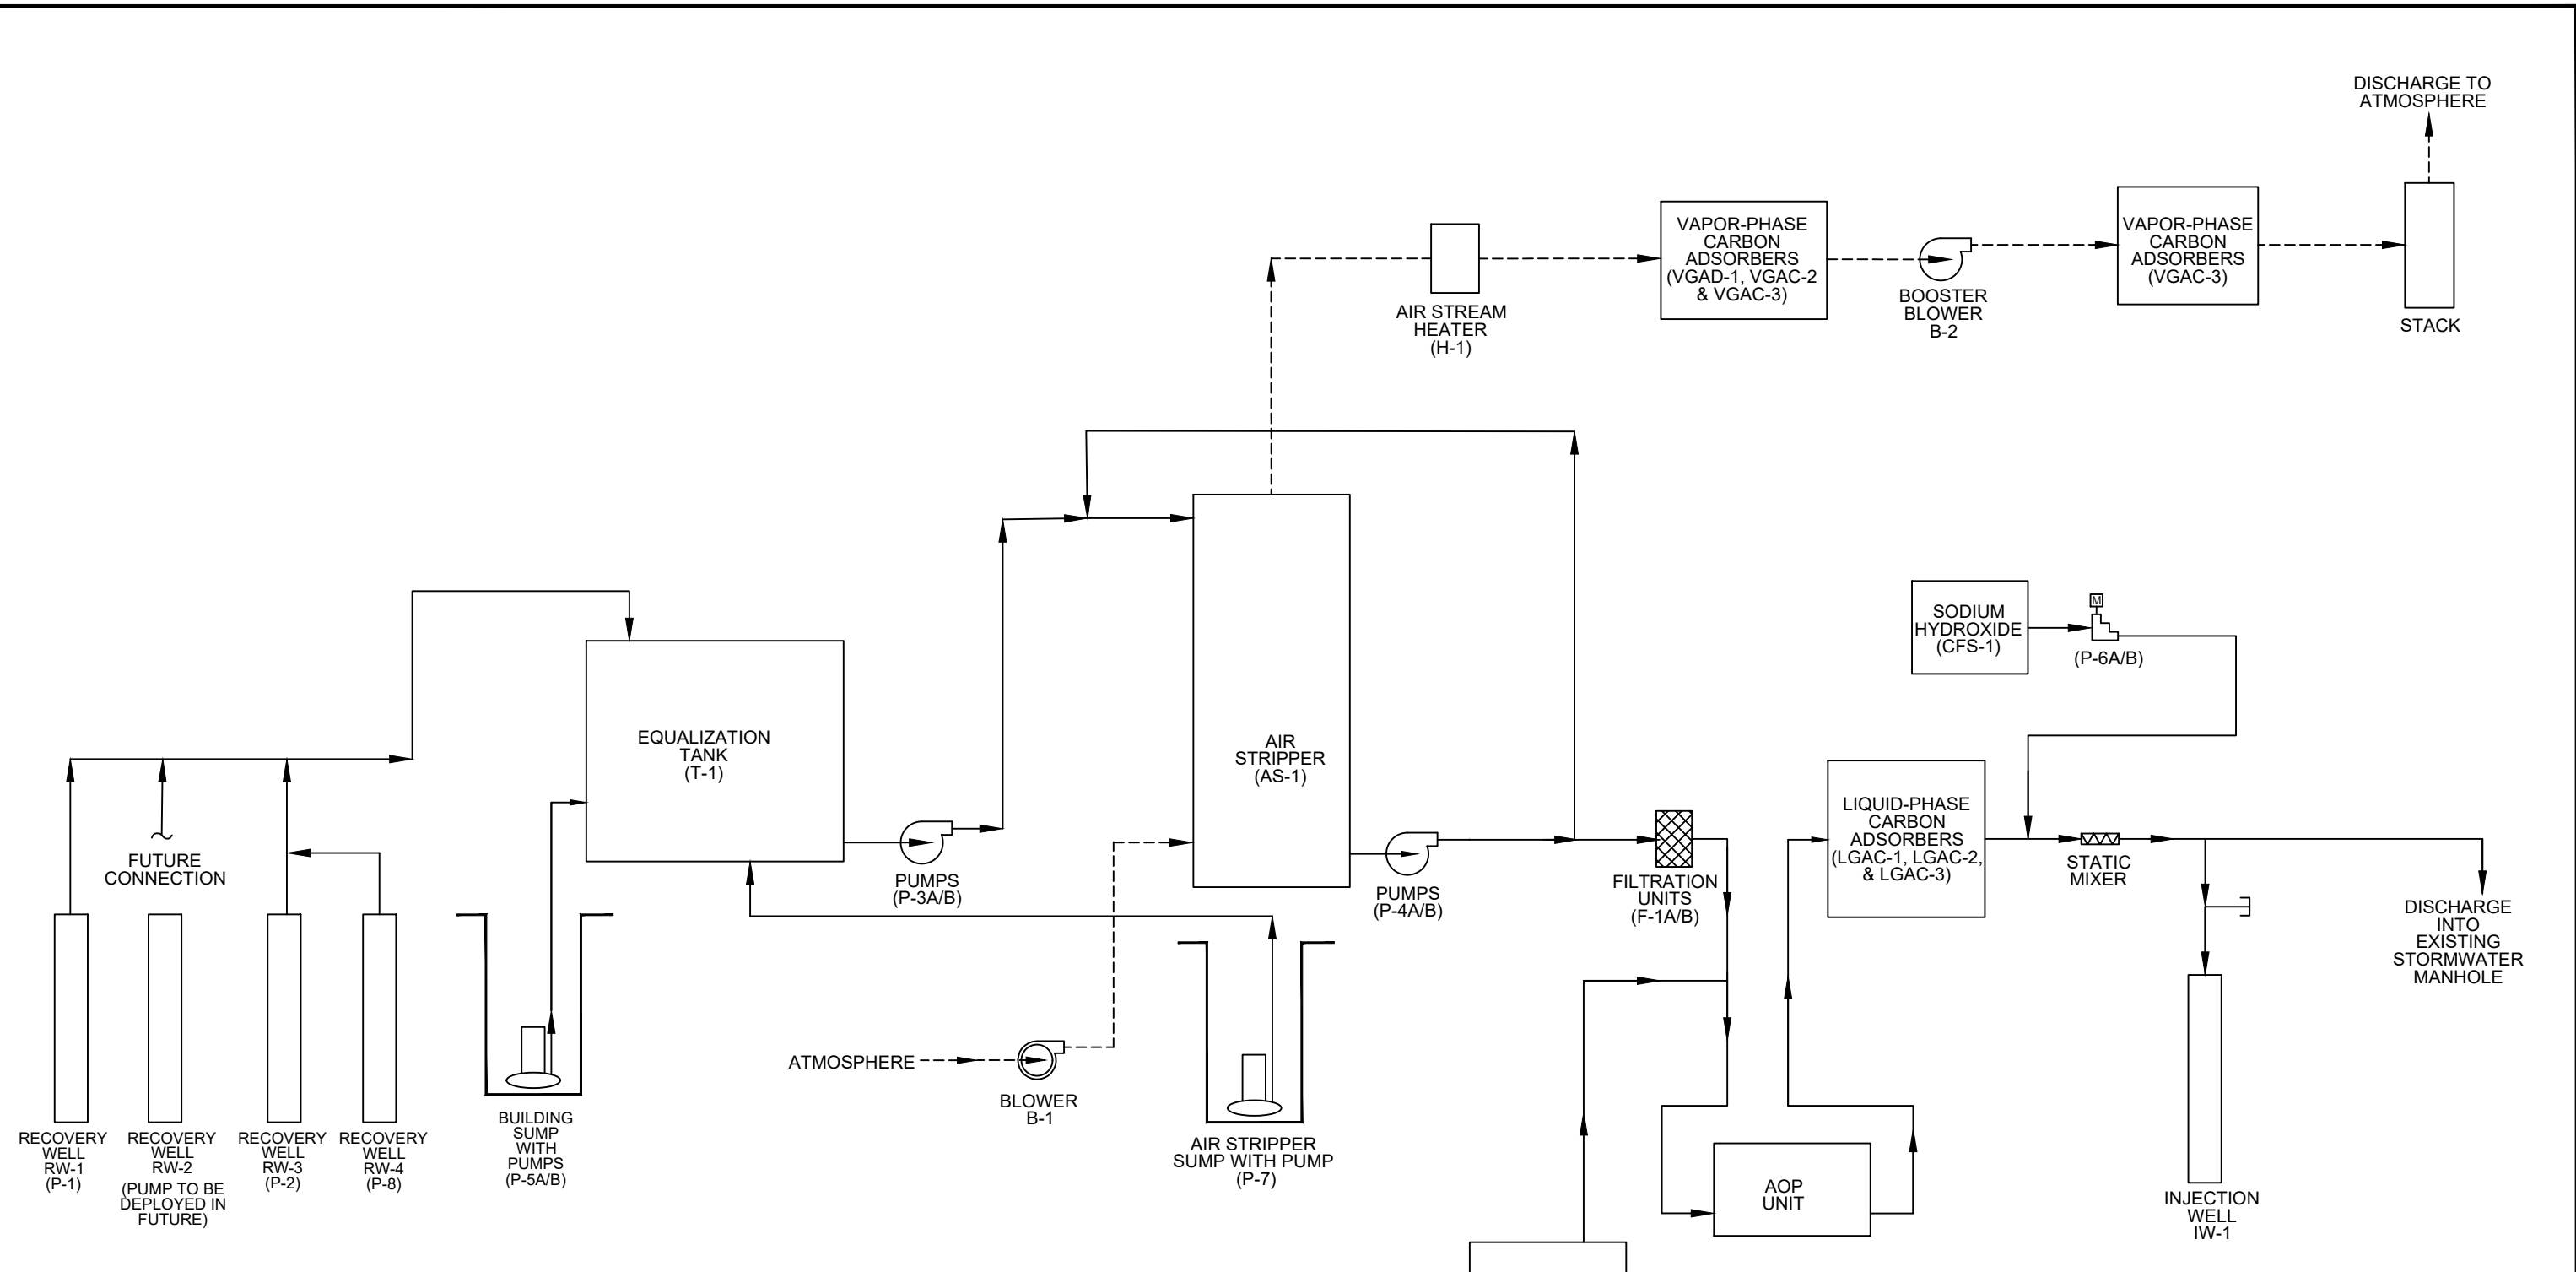 DISCHARGE TO
ATMOSPHERE
VAPOR-PHASE
CARBON
ADSORBERS
(VGAD-1, VGAC-2
& VGAC-3)
VAPOR-PHASE
CARBON
ADSORBERS
(VGAC-3)
AIR STREAM
HEATER
(H-1)
BOOSTER
BLOWER
B-2
STACK
SODIUM
HYDROXIDE
(CFS-1)
M
(P-6A/B)
EQUALIZATION
TANK
(T-1)
AIR
STRIPPER
(AS-1)
LIQUID-PHASE
CARBON
ADSORBERS
(LGAC-1, LGAC-2,
& LGAC-3)
FUTURE
CONNECTION
PUMPS
(P-3A/B)
PUMPS
(P-4A/B)
FILTRATION
UNITS
(F-1A/B)
STATIC
MIXER
DISCHARGE
INTO
EXISTING
STORMWATER
MANHOLE
ATMOSPHERE
BLOWER
B-1
RECOVERY
WELL
RW-1
(P-1)
RECOVERY
WELL
RW-2
(PUMP TO BE
DEPLOYED IN
FUTURE)
RECOVERY
WELL
RW-3
(P-2)
RECOVERY
WELL
RW-4
(P-8)
BUILDING
SUMP
WITH
PUMPS
(P-5A/B)
AIR STRIPPER
SUMP WITH PUMP
(P-7)
AOP
UNIT
INJECTION
WELL
IW-1